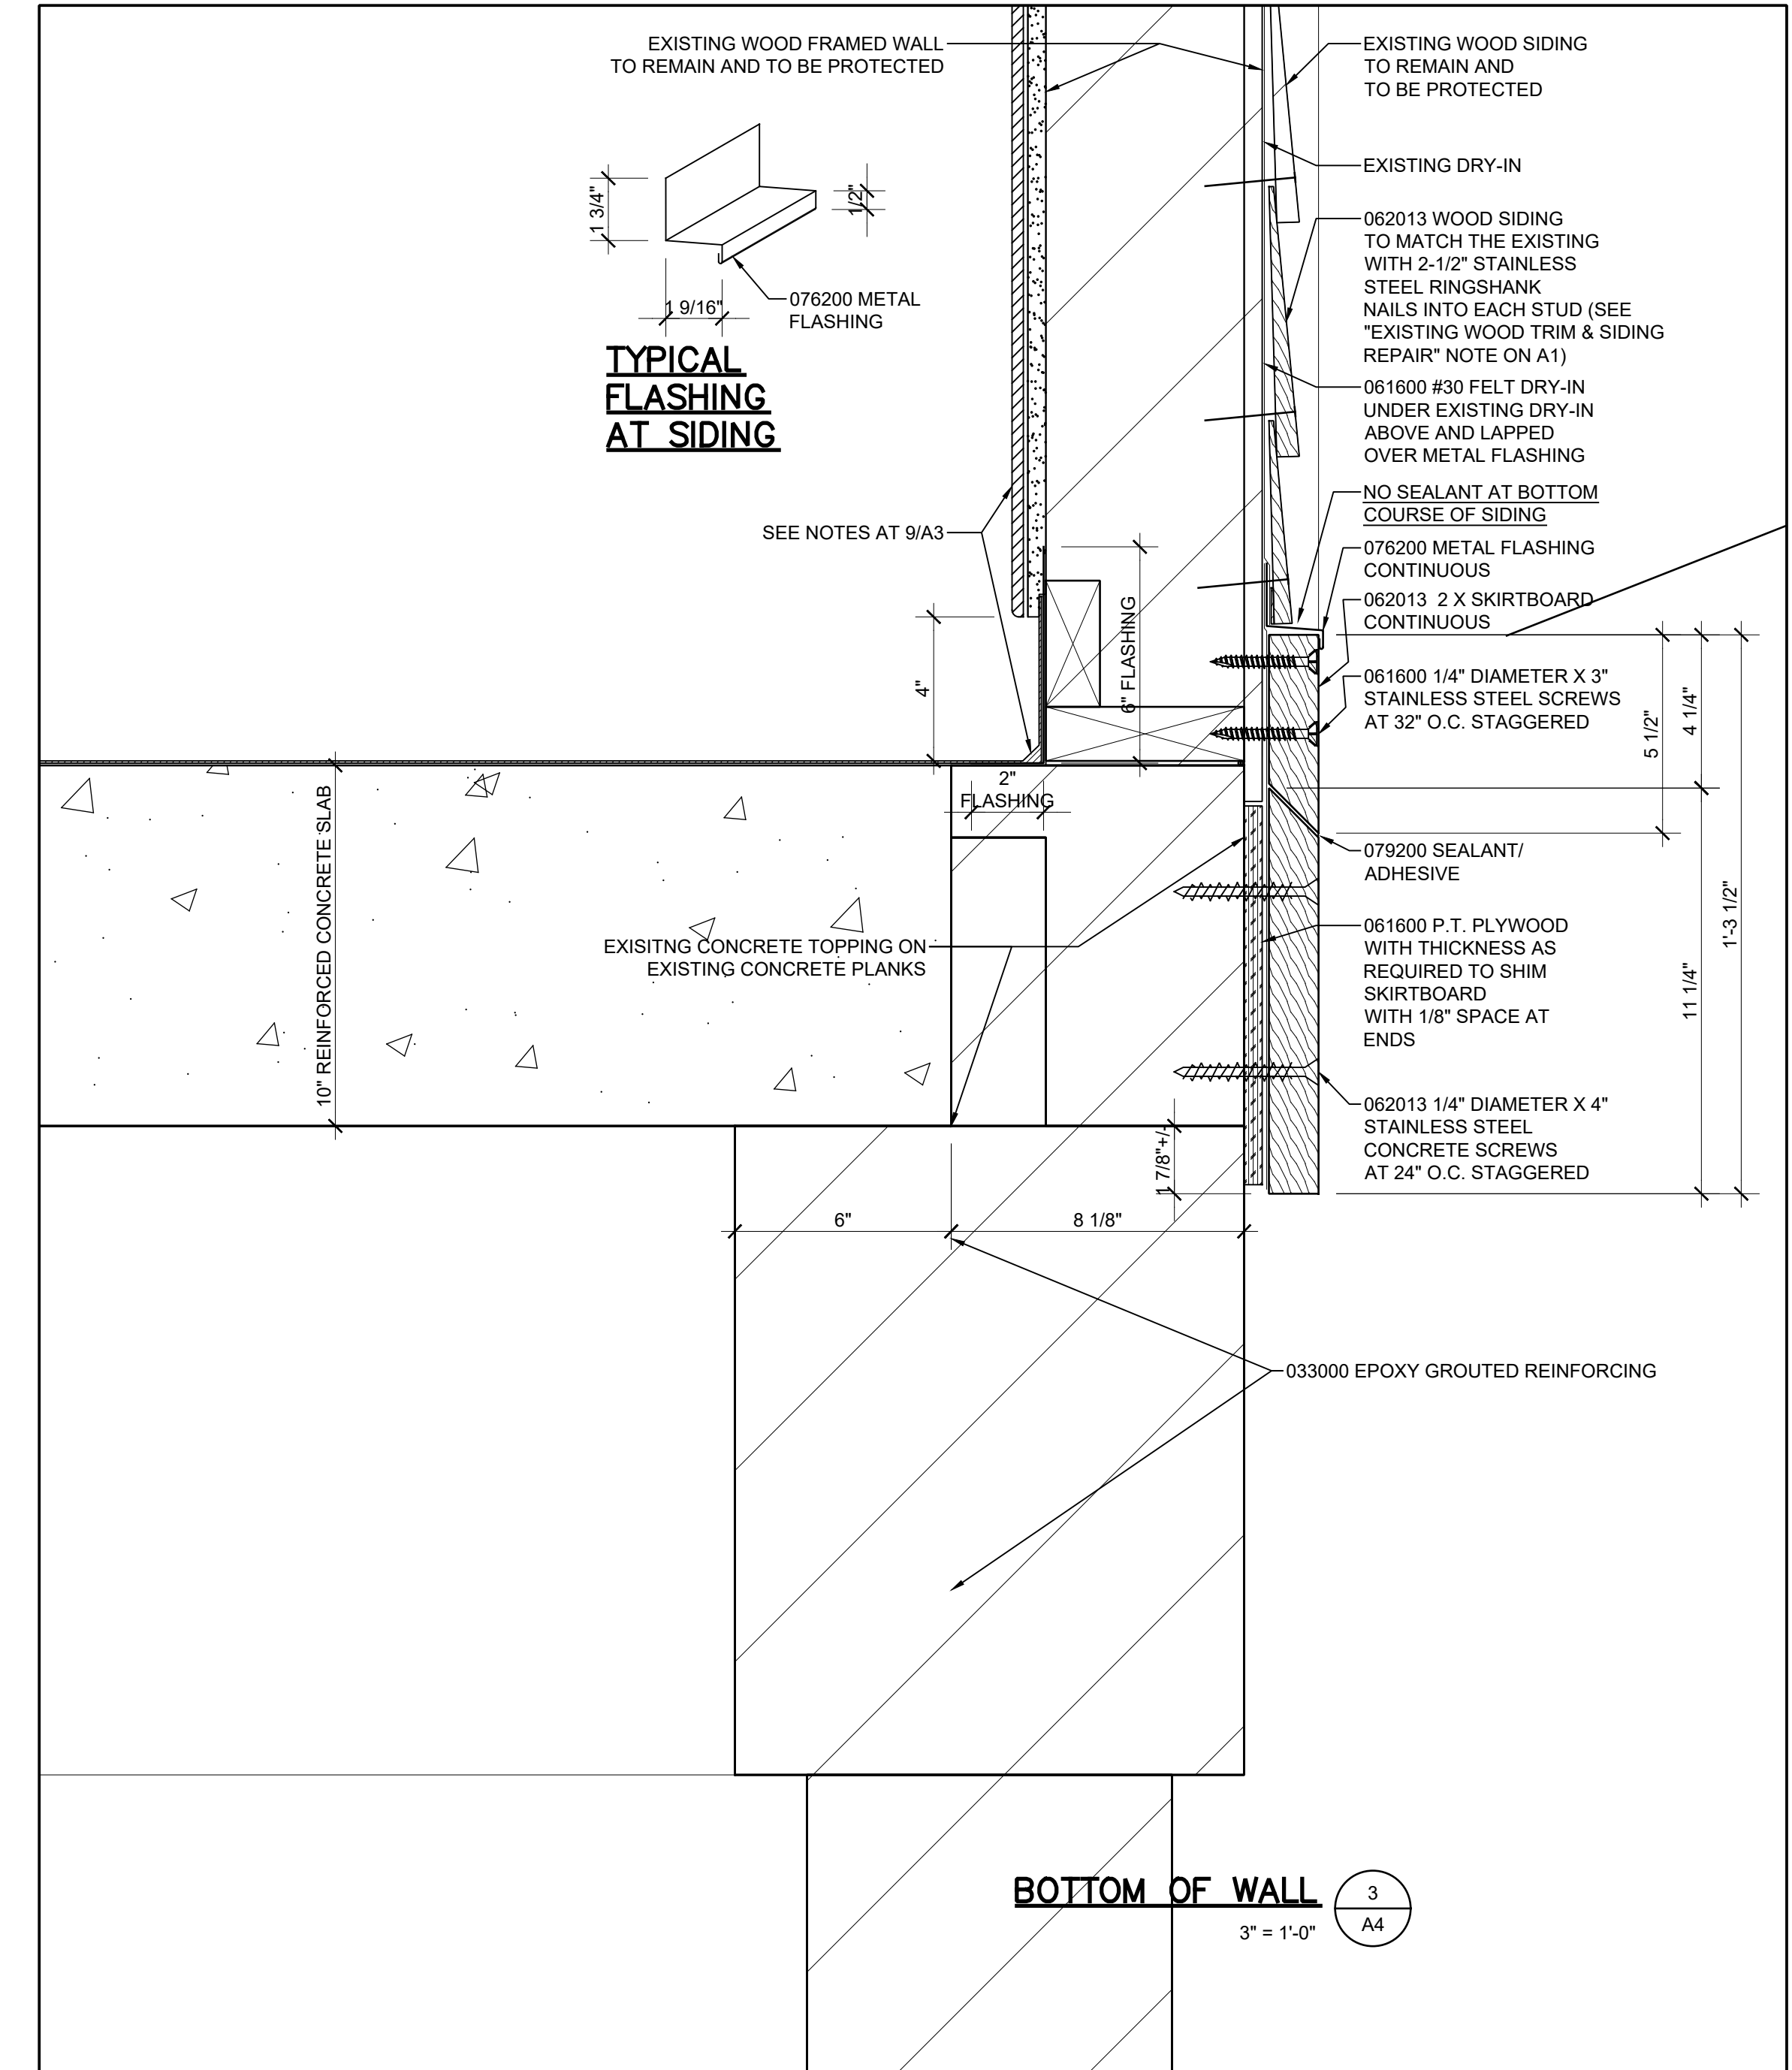 EXISTING WOOD FRAMED WALL
TO REMAIN AND TO BE PROTECTED
1 3/4"
1/2"
1 9/16"
076200 METAL
FLASHING
TYPICAL
FLASHING
AT SIDING
SEE NOTES AT 9/A3
EXISTING WOOD SIDING
TO REMAIN AND
TO BE PROTECTED
EXISTING DRY-IN
062013 WOOD SIDING
TO MATCH THE EXISTING
WITH 2-1/2" STAINLESS
STEEL RINGSHANK
NAILS INTO EACH STUD (SEE
"EXISTING WOOD TRIM & SIDING
REPAIR" NOTE ON A1)
061600 #30 FELT DRY-IN
UNDER EXISTING DRY-IN
ABOVE AND LAPPED
OVER METAL FLASHING
NO SEALANT AT BOTTOM
COURSE OF SIDING
076200 METAL FLASHING
CONTINUOUS
062013 2 X SKIRTBOARD
CONTINUOUS
061600 1/4" DIAMETER X 3"
STAINLESS STEEL SCREWS
AT 32" O.C. STAGGERED
4"
6" FLASHING
2"
FLASHING
5 1/2"
4 1/4"
1'-3 1/2"
11 1/4"
079200 SEALANT/
ADHESIVE
061600 P.T. PLYWOOD
WITH THICKNESS AS
REQUIRED TO SHIM
SKIRTBOARD
WITH 1/8" SPACE AT
ENDS
062013 1/4" DIAMETER X 4"
STAINLESS STEEL
CONCRETE SCREWS
AT 24" O.C. STAGGERED
10" REINFORCED CONCRETE SLAB
EXISITNG CONCRETE TOPPING ON
EXISTING CONCRETE PLANKS
1 7/8"+/-
6"
8 1/8"
033000 EPOXY GROUTED REINFORCING
BOTTOM OF WALL
3" = 1'-0"
3
A4